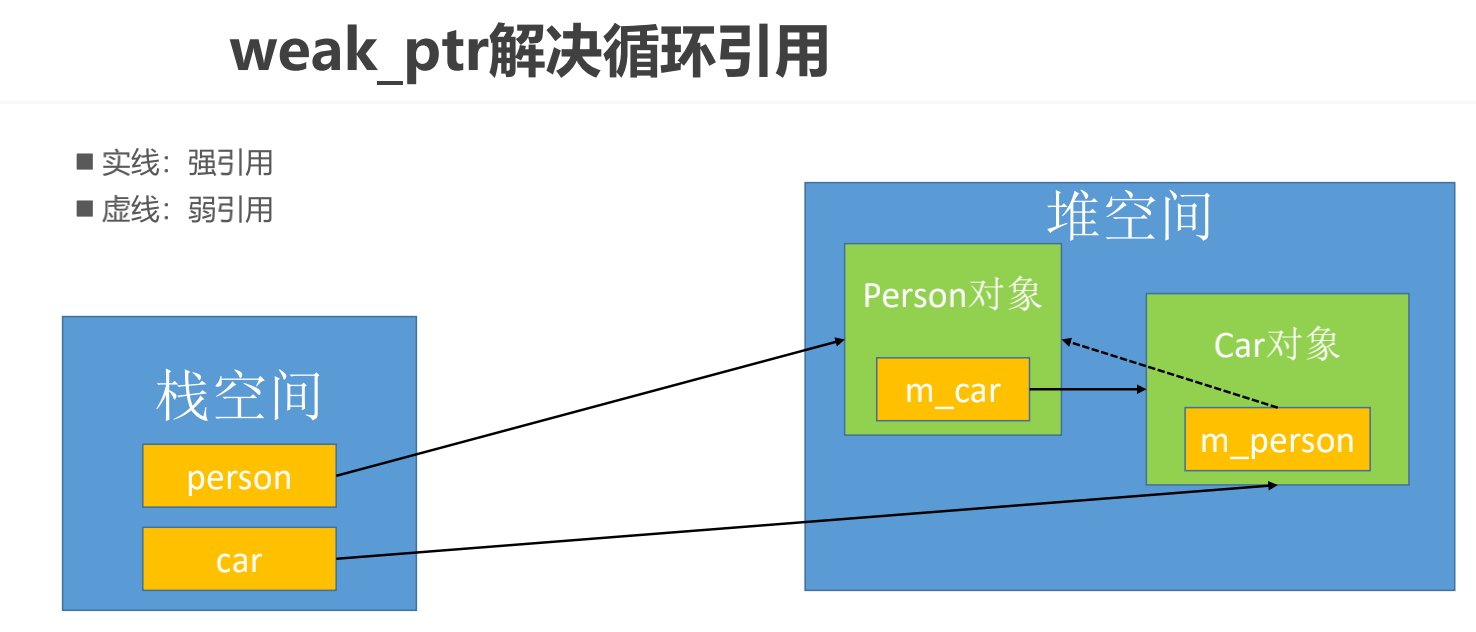 weak_ptr解决循环引用
■ 实线：强引用
■ 虚线：弱引用
堆空间
Person对象
m_car
Car对象
m_person
栈空间
person
car